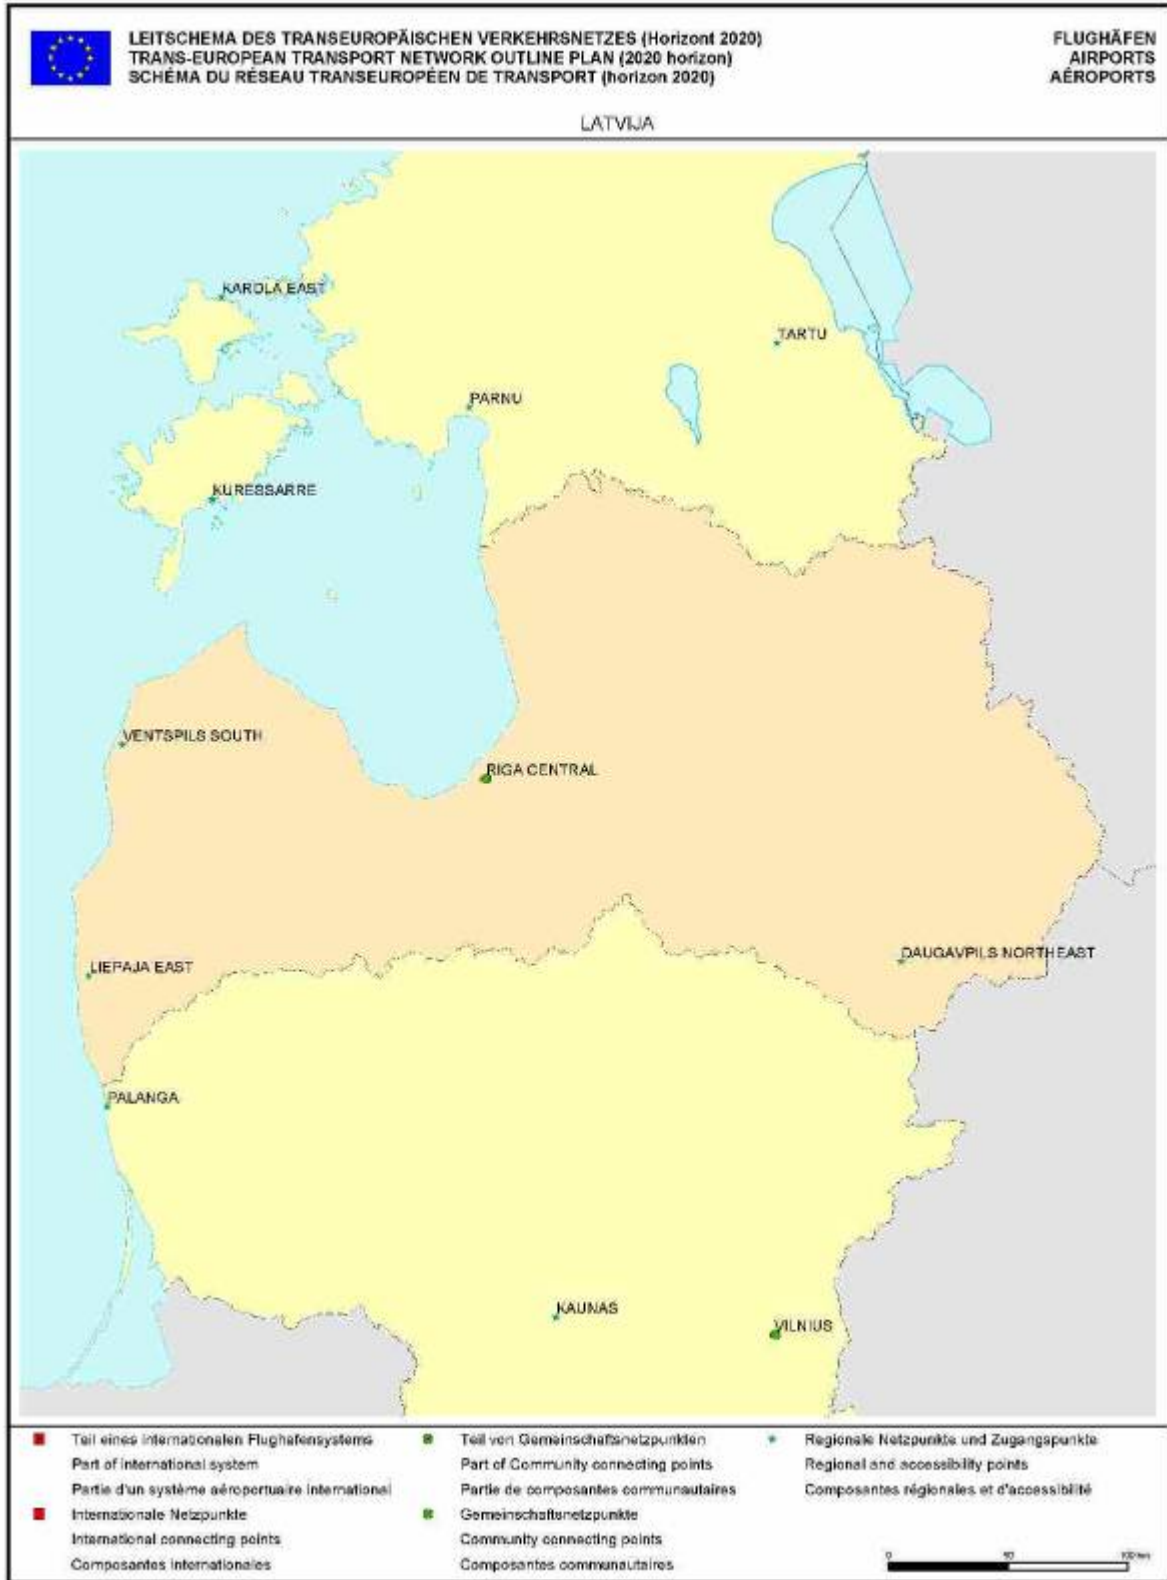 LEITSCHEMA DES TRANSEUROPÄISCHEN VERKEHRSNETZES (Horizont 2020)
TRANS-EUROPEAN TRANSPORT NETWORK OUTLINE PLAN (2020 horizon)
SCHÉMA DU RÉSEAU TRANSEUROPÉEN DE TRANSPORT (horizon 2020)
FLUGHÄFEN
AIRPORTS
AÉROPORTS
LATVIJA
KARDLA EAST
TARTU
PARNU
KURESSARRE
VENTSPILS SOUTH
RIGA CENTRAL
LIEPAJA EAST
DAUGAVPILS NORTHEAST
PALANGA
KAUNAS
VILNIUS
Teil eines internationalen Flughafensystems
Part of international system
Partie d'un système aéroportuaire international
Internationale Netzpunkte
International connecting points
Composantes internationales
Teil von Gemeinschaftsnetzpunkten
Part of Community connecting points
Partie de composantes communautaires
Gemeinschaftsnetzpunkte
Community connecting points
Composantes communautaires
Regionale Netzpunkte und Zugangspunkte
Regional and accessibility points
Composantes régionales et d'accessibilité
0 50 100 km